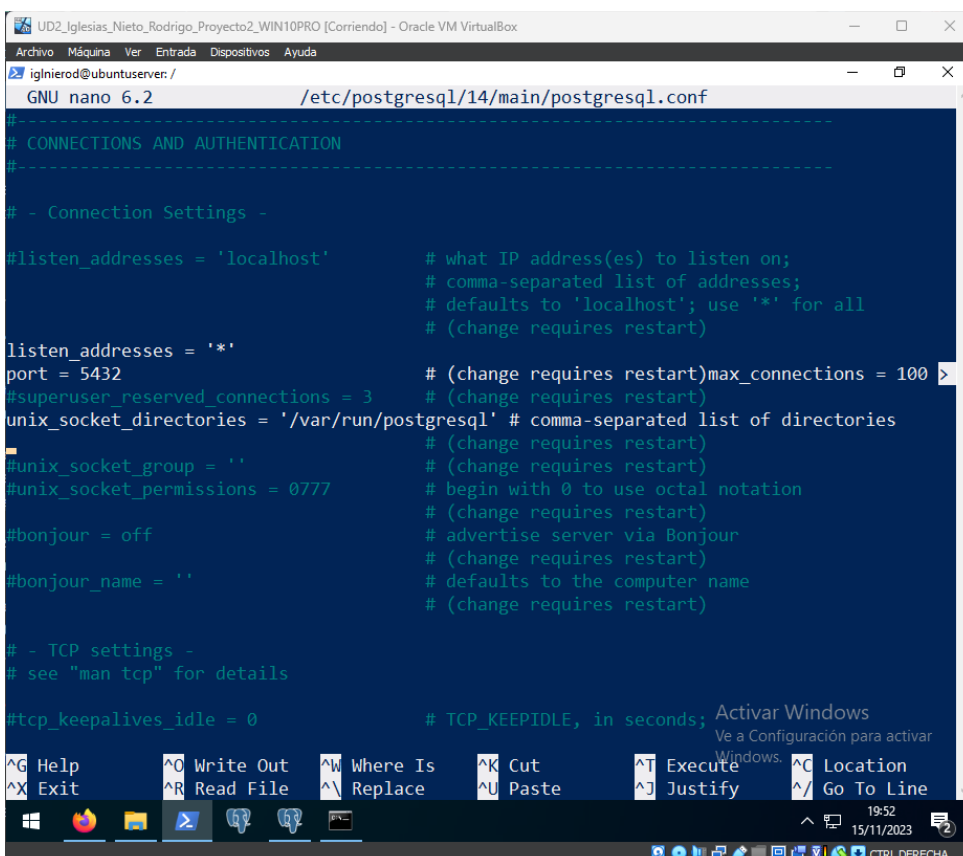 UD2_Iglesias_Nieto_Rodrigo_Proyecto2_WIN10PRO [Corriendo] - Oracle VM VirtualBox
Archivo Máquina Ver Entrada Dispositivos Ayuda
iglnierod@ubuntuserver: /
GNU nano 6.2 /etc/postgresql/14/main/postgresql.conf
#------------------------------------------------------------------------------
# CONNECTIONS AND AUTHENTICATION
#------------------------------------------------------------------------------
# - Connection Settings -
#listen_addresses = 'localhost' # what IP address(es) to listen on;
# comma-separated list of addresses;
# defaults to 'localhost'; use '*' for all
# (change requires restart)
listen_addresses = '*'
port = 5432 # (change requires restart)max_connections = 100 >
#superuser_reserved_connections = 3 # (change requires restart)
unix_socket_directories = '/var/run/postgresql' # comma-separated list of directories
# (change requires restart)
#unix_socket_group = '' # (change requires restart)
#unix_socket_permissions = 0777 # begin with 0 to use octal notation
# (change requires restart)
#bonjour = off # advertise server via Bonjour
# (change requires restart)
#bonjour_name = '' # defaults to the computer name
# (change requires restart)
# - TCP settings -
# see "man tcp" for details
#tcp_keepalives_idle = 0 # TCP_KEEPIDLE, in seconds;
Activar Windows
Ve a Configuración para activar
Windows.
^G Help ^O Write Out ^W Where Is ^K Cut ^T Execute ^C Location
^X Exit ^R Read File ^\ Replace ^U Paste ^J Justify ^/ Go To Line
19:52
15/11/2023
2
CTRL DERECHA